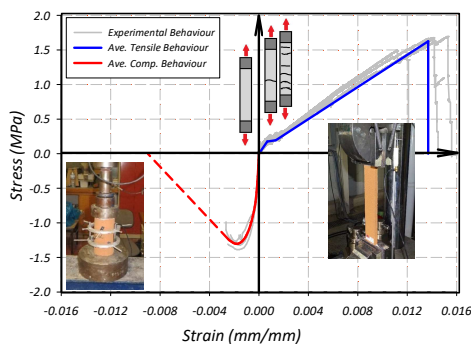 Experimental Behaviour
Ave. Tensile Behaviour
Ave. Comp. Behaviour
2.0
1.5
1.0
0.5
0.0
-0.5
-1.0
-1.5
2.0
Stress (MPa)
-0.016 -0.012 -0.008 -0.004 0.000 0.004 0.008 0.012 0.016
Strain (mm/mm)